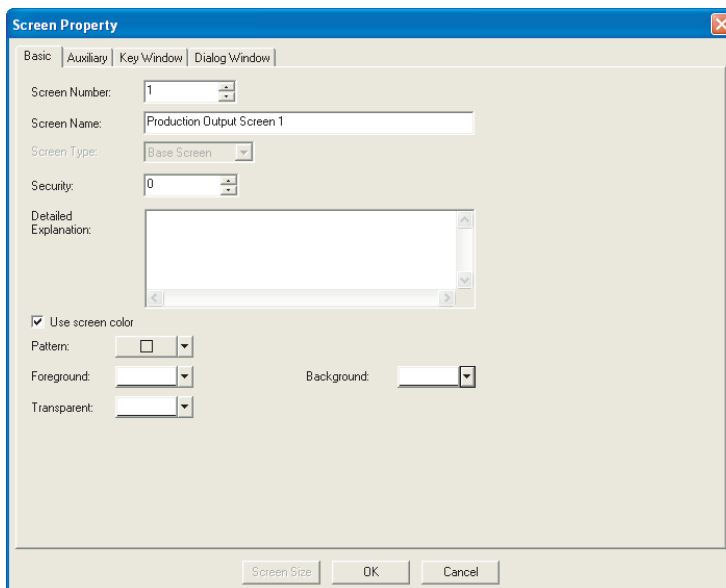 Screen Property
Basic Auxiliary Key Window Dialog Window
Screen Number: 1
Screen Name: Production Output Screen 1
Screen Type: Base Screen
Security: 0
Detailed
Explanation:
Use screen color
Pattern:
Foreground: Background:
Transparent:
Screen Size OK Cancel